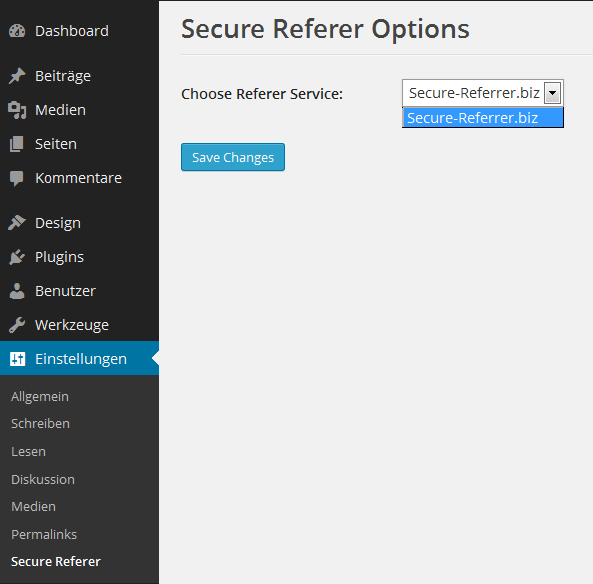 Dashboard
Beiträge
Medien
Seiten
Kommentare
Design
Plugins
Benutzer
Werkzeuge
Einstellungen
Allgemein
Schreiben
Lesen
Diskussion
Medien
Permalinks
Secure Referer
Secure Referer Options
Choose Referer Service:
Secure-Referrer.biz
Secure-Referrer.biz
Save Changes